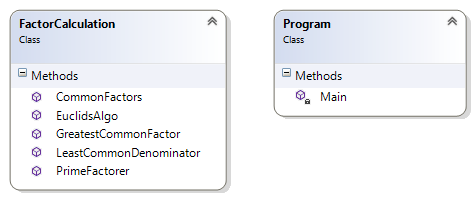 FactorCalculation
Class
Methods
CommonFactors
EuclidsAlgo
GreatestCommonFactor
LeastCommonDenominator
PrimeFactorer
Program
Class
Methods
Main